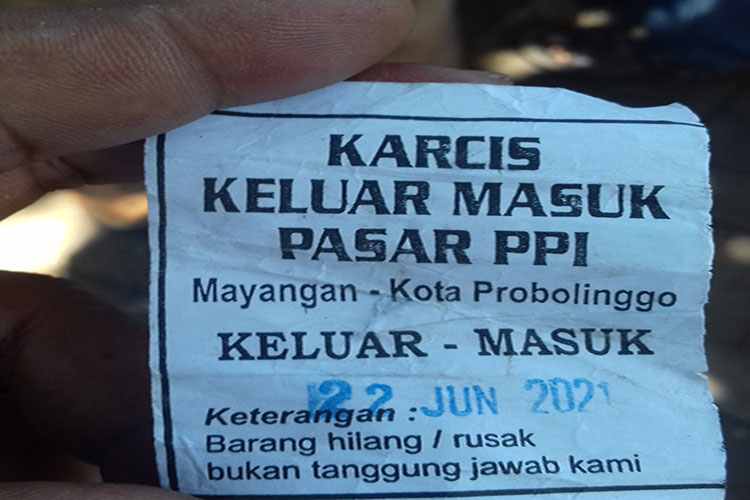 KARCIS
KELUAR MASUK
PASAR PPI
Mayangan - Kota Probolinggo
KELUAR - MASUK
22 JUN 2021
Keterangan :
Barang hilang / rusak
bukan tanggung jawab kami